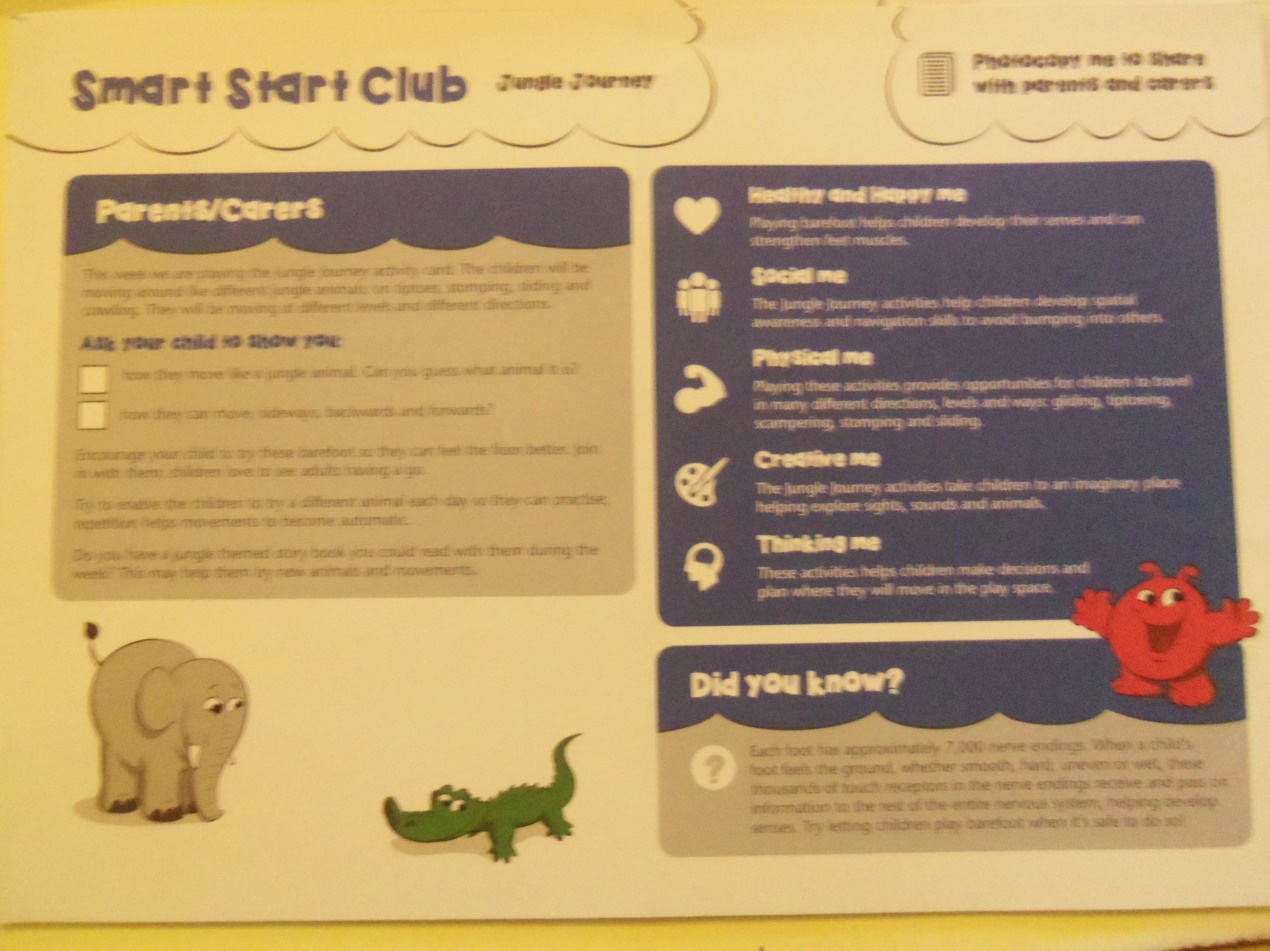 Smart Start Club Jungle Journey
Photocopy me to share
with parents and carers
Parents/Carers
This week we are playing the Jungle Journey activity card. The children will be
moving around like different jungle animals: on tiptoes, stomping, sliding and
crawling. They will be moving at different levels and different directions.
Ask your child to show you:
how they move like a jungle animal. Can you guess what animal it is?
how they can move, sideways, backwards and forwards?
Encourage your child to try these barefoot so they can feel the floor better. Join
in with them; children love to see adults having a go.
Try to enable the children to try a different animal each day so they can practise;
repetition helps movements to become automatic.
Do you have a jungle themed story book you could read with them during the
week? This may help them try new animals and movements.
Healthy and Happy me
Playing barefoot helps children develop their senses and can
strengthen feet muscles.
Social me
The Jungle Journey activities help children develop spatial
awareness and navigation skills to avoid bumping into others.
Physical me
Playing these activities provides opportunities for children to travel
in many different directions, levels and ways: gliding, tiptoeing,
scampering, stomping and sliding.
Creative me
The Jungle Journey activities take children to an imaginary place
helping explore sights, sounds and animals.
Thinking me
These activities helps children make decisions and
plan where they will move in the play space.
Did you know?
?
Each foot has approximately 7,000 nerve endings. When a child's
foot feels the ground, whether smooth, hard, uneven or wet, these
thousands of touch receptors in the nerve endings receive and pass on
information to the rest of the entire nervous system, helping develop
senses. Try letting children play barefoot when it's safe to do so!